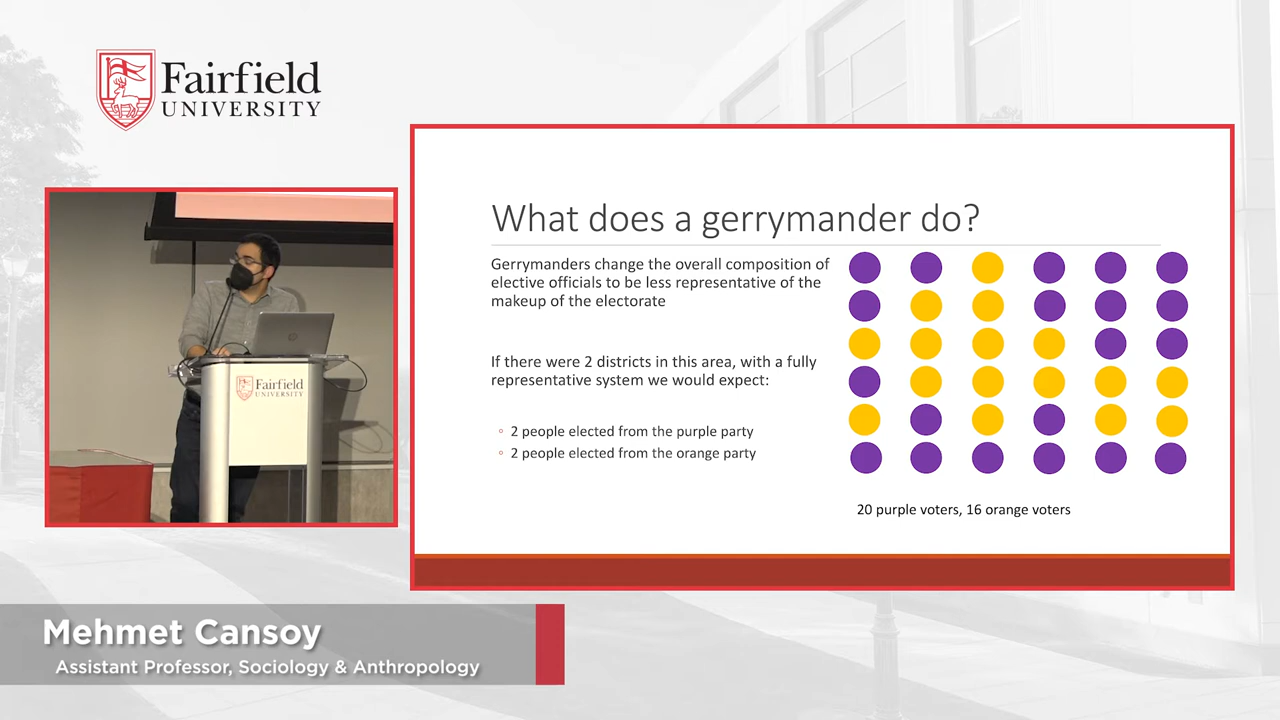 Fairfield
UNIVERSITY
What does a gerrymander do?
Gerrymanders change the overall composition of
elective officials to be less representative of the
makeup of the electorate
If there were 2 districts in this area, with a fully
representative system we would expect:
◦ 2 people elected from the purple party
◦ 2 people elected from the orange party
20 purple voters, 16 orange voters
Fairfield
UNIVERSITY
Mehmet Cansoy
Assistant Professor, Sociology & Anthropology